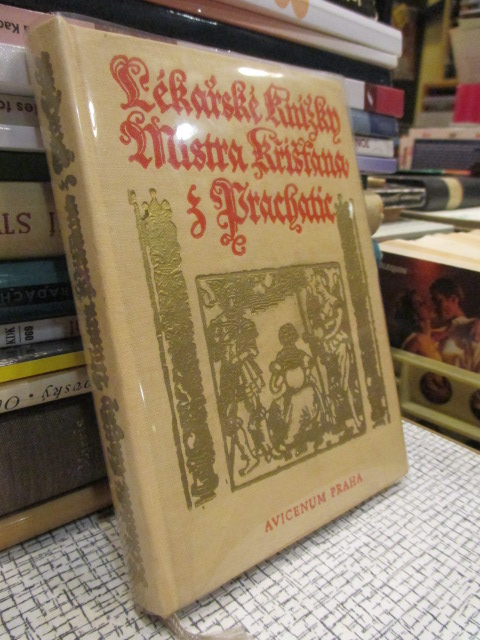 Lékařské Knížky
Mistra Křišťana
z Prachatic
AVICENUM PRAHA